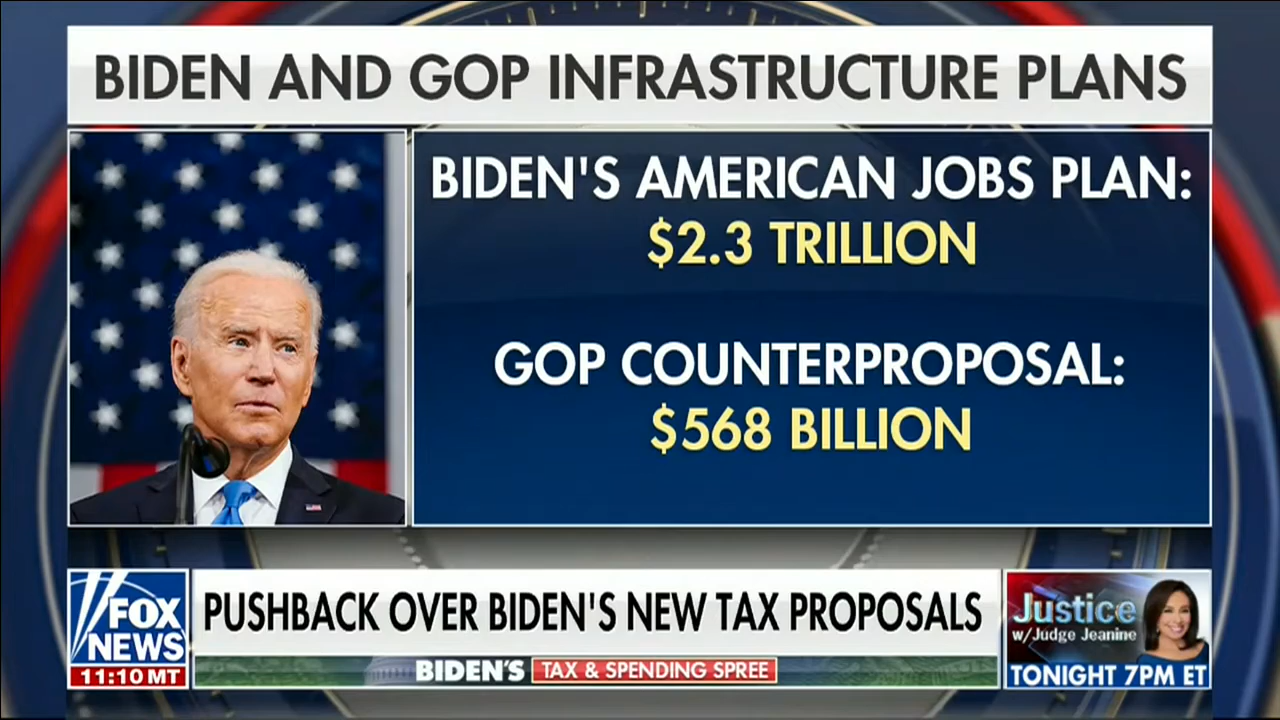 BIDEN AND GOP INFRASTRUCTURE PLANS
BIDEN'S AMERICAN JOBS PLAN:
$2.3 TRILLION
GOP COUNTERPROPOSAL:
$568 BILLION
FOX
NEWS
11:10 MT
PUSHBACK OVER BIDEN'S NEW TAX PROPOSALS
BIDEN'S TAX & SPENDING SPREE
Justice
w/Judge Jeanine
TONIGHT 7PM ET